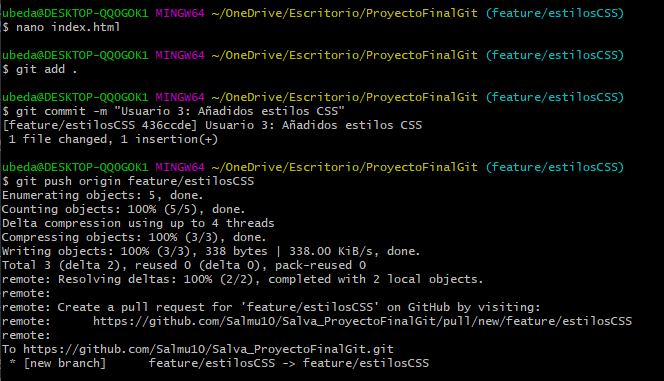 ubeda@DESKTOP-QQOGOK1 MINGW64 ~/OneDrive/Escritorio/ProyectoFinalGit (feature/estilosCSS)
$ nano index.html
ubeda@DESKTOP-QQOGOK1 MINGW64 ~/OneDrive/Escritorio/ProyectoFinalGit (feature/estilosCSS)
$ git add .
ubeda@DESKTOP-QQOGOK1 MINGW64 ~/OneDrive/Escritorio/ProyectoFinalGit (feature/estilosCSS)
$ git commit -m "Usuario 3: Añadidos estilos CSS"
[feature/estilosCSS 436ccde] Usuario 3: Añadidos estilos CSS
 1 file changed, 1 insertion(+)
ubeda@DESKTOP-QQOGOK1 MINGW64 ~/OneDrive/Escritorio/ProyectoFinalGit (feature/estilosCSS)
$ git push origin feature/estilosCSS
Enumerating objects: 5, done.
Counting objects: 100% (5/5), done.
Delta compression using up to 4 threads
Compressing objects: 100% (3/3), done.
Writing objects: 100% (3/3), 338 bytes | 338.00 KiB/s, done.
Total 3 (delta 2), reused 0 (delta 0), pack-reused 0
remote: Resolving deltas: 100% (2/2), completed with 2 local objects.
remote:
remote: Create a pull request for 'feature/estilosCSS' on GitHub by visiting:
remote:      https://github.com/Salmu10/Salva_ProyectoFinalGit/pull/new/feature/estilosCSS
remote:
To https://github.com/Salmu10/Salva_ProyectoFinalGit.git
 * [new branch]      feature/estilosCSS -> feature/estilosCSS